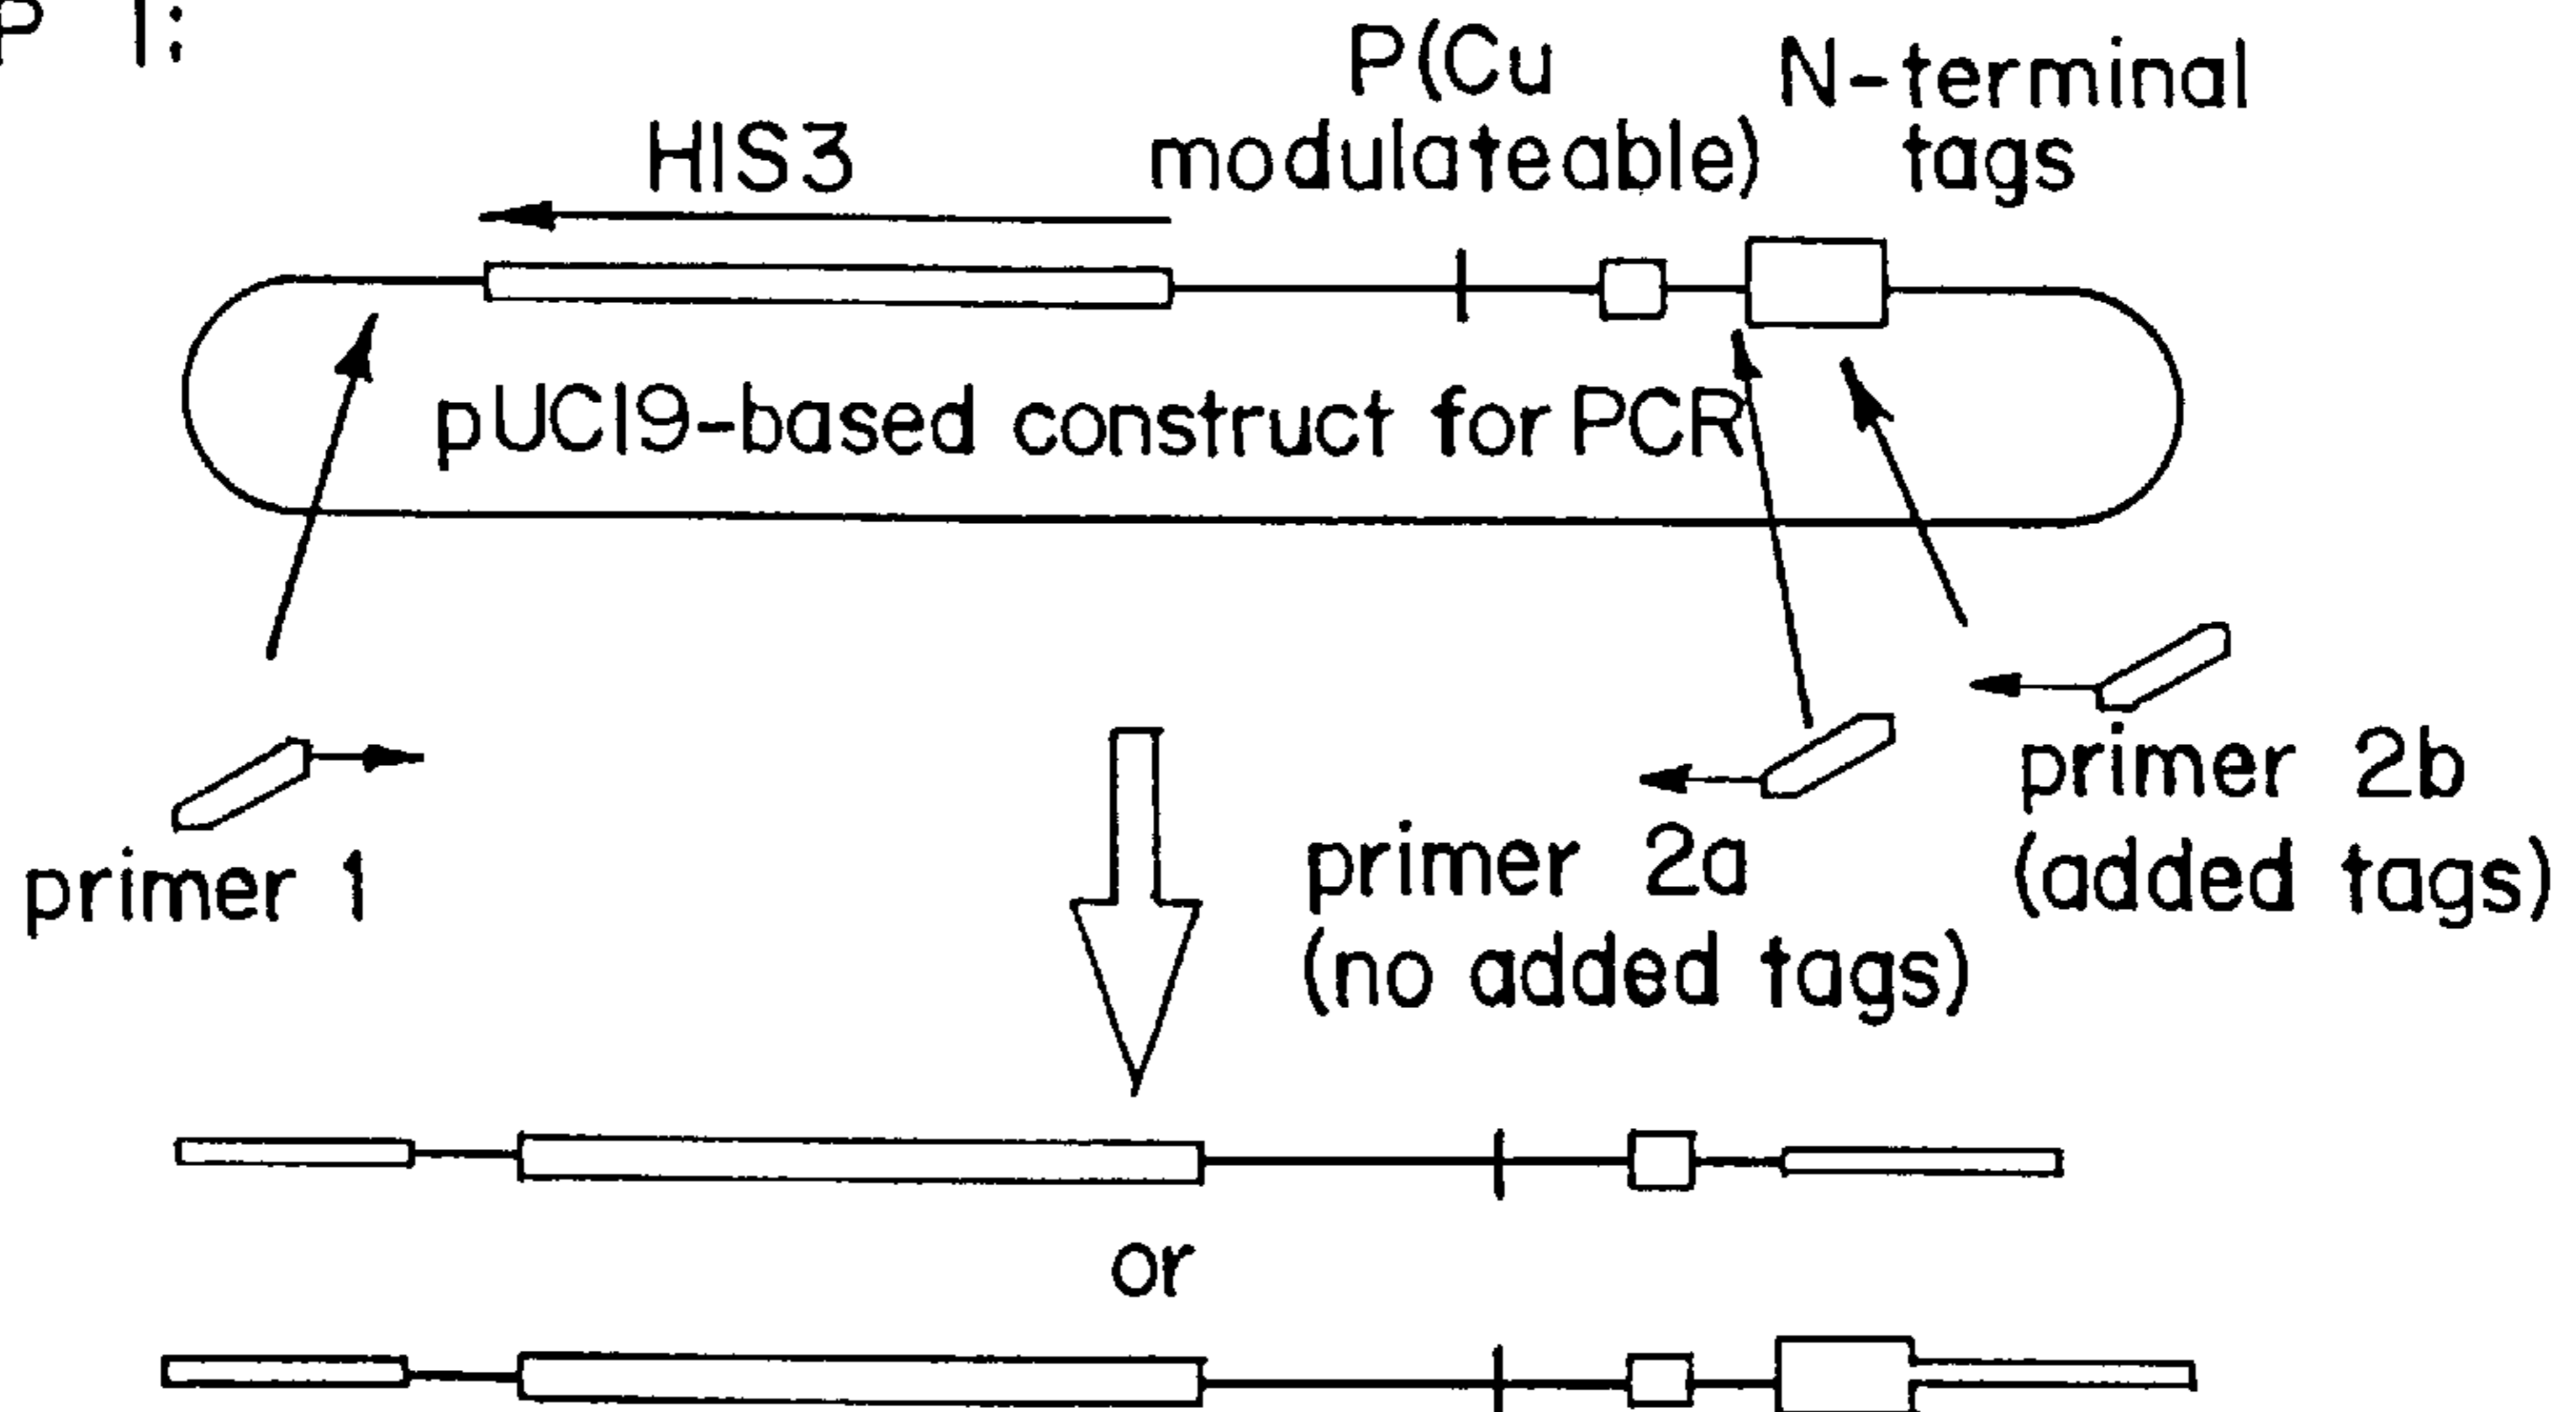 P 1:
HIS3
P(Cu
modulateable)
N-terminal
tags
pUC19-based construct for PCR
primer 1
primer 2a
(no added tags)
primer 2b
(added tags)
or